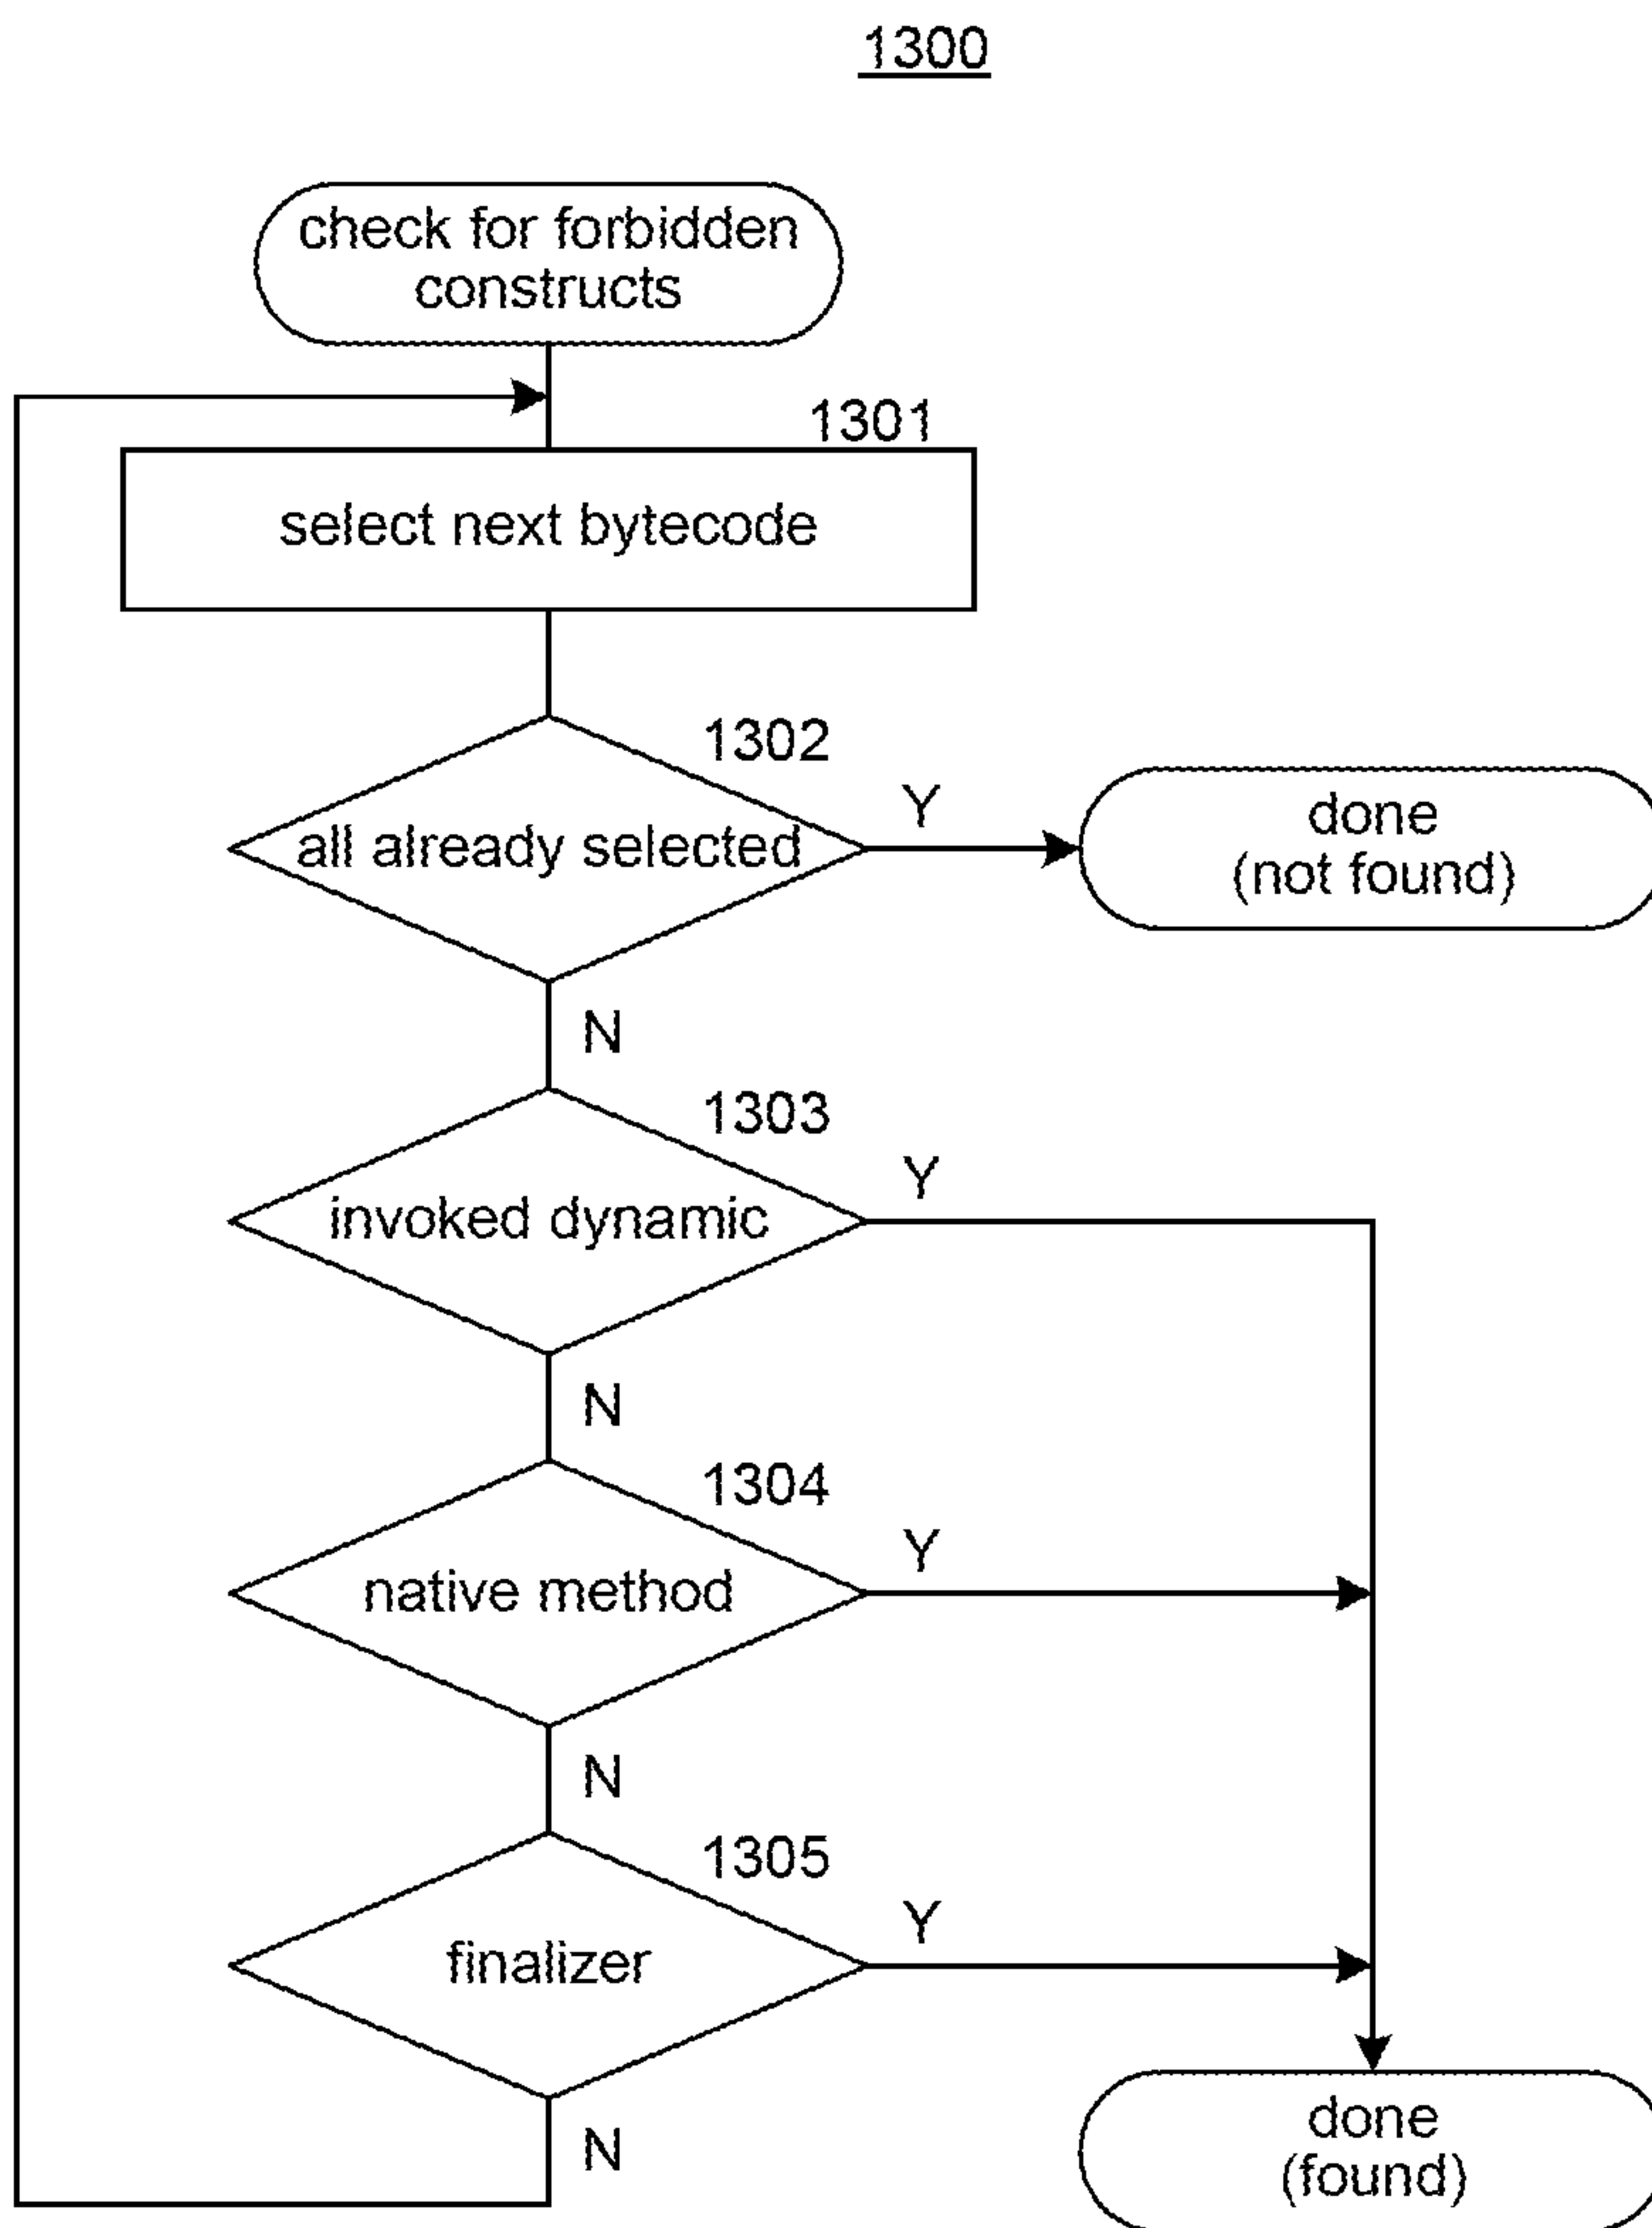 1300
check for forbidden
constructs
1301
select next bytecode
1302
all already selected
Y
done
(not found)
N
1303
invoked dynamic
Y
N
1304
native method
Y
N
1305
finalizer
Y
N
done
(found)